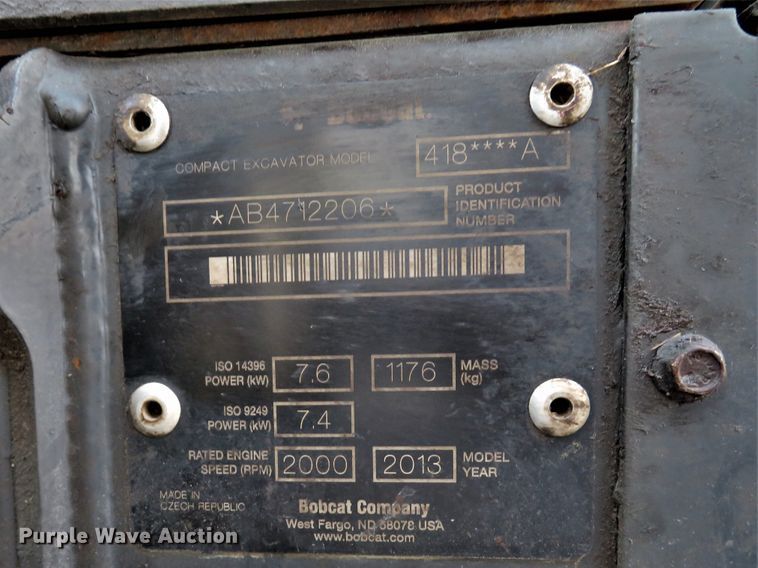 Bobcat.
COMPACT EXCAVATOR MODEL 418****A
*AB4712206* PRODUCT IDENTIFICATION NUMBER
ISO 14396 POWER (kW) 7.6 1176 MASS (kg)
ISO 9249 POWER (kW) 7.4
RATED ENGINE SPEED (RPM) 2000 2013 MODEL YEAR
MADE IN CZECH REPUBLIC
Bobcat Company
West Fargo, ND 58078 USA
www.bobcat.com
Purple Wave Auction